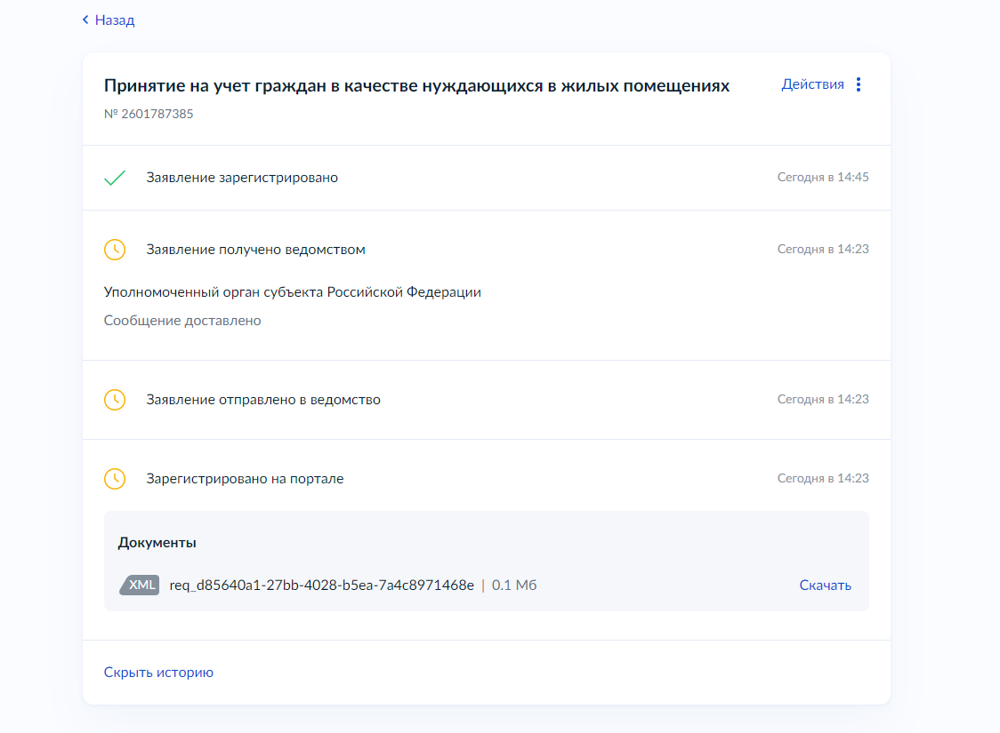 Назад
Принятие на учет граждан в качестве нуждающихся в жилых помещениях
Действия
№ 2601787385
Заявление зарегистрировано
Сегодня в 14:45
Заявление получено ведомством
Сегодня в 14:23
Уполномоченный орган субъекта Российской Федерации
Сообщение доставлено
Заявление отправлено в ведомство
Сегодня в 14:23
Зарегистрировано на портале
Сегодня в 14:23
Документы
XML req_d85640a1-27bb-4028-b5ea-7a4c8971468e | 0.1 Мб
Скачать
Скрыть историю